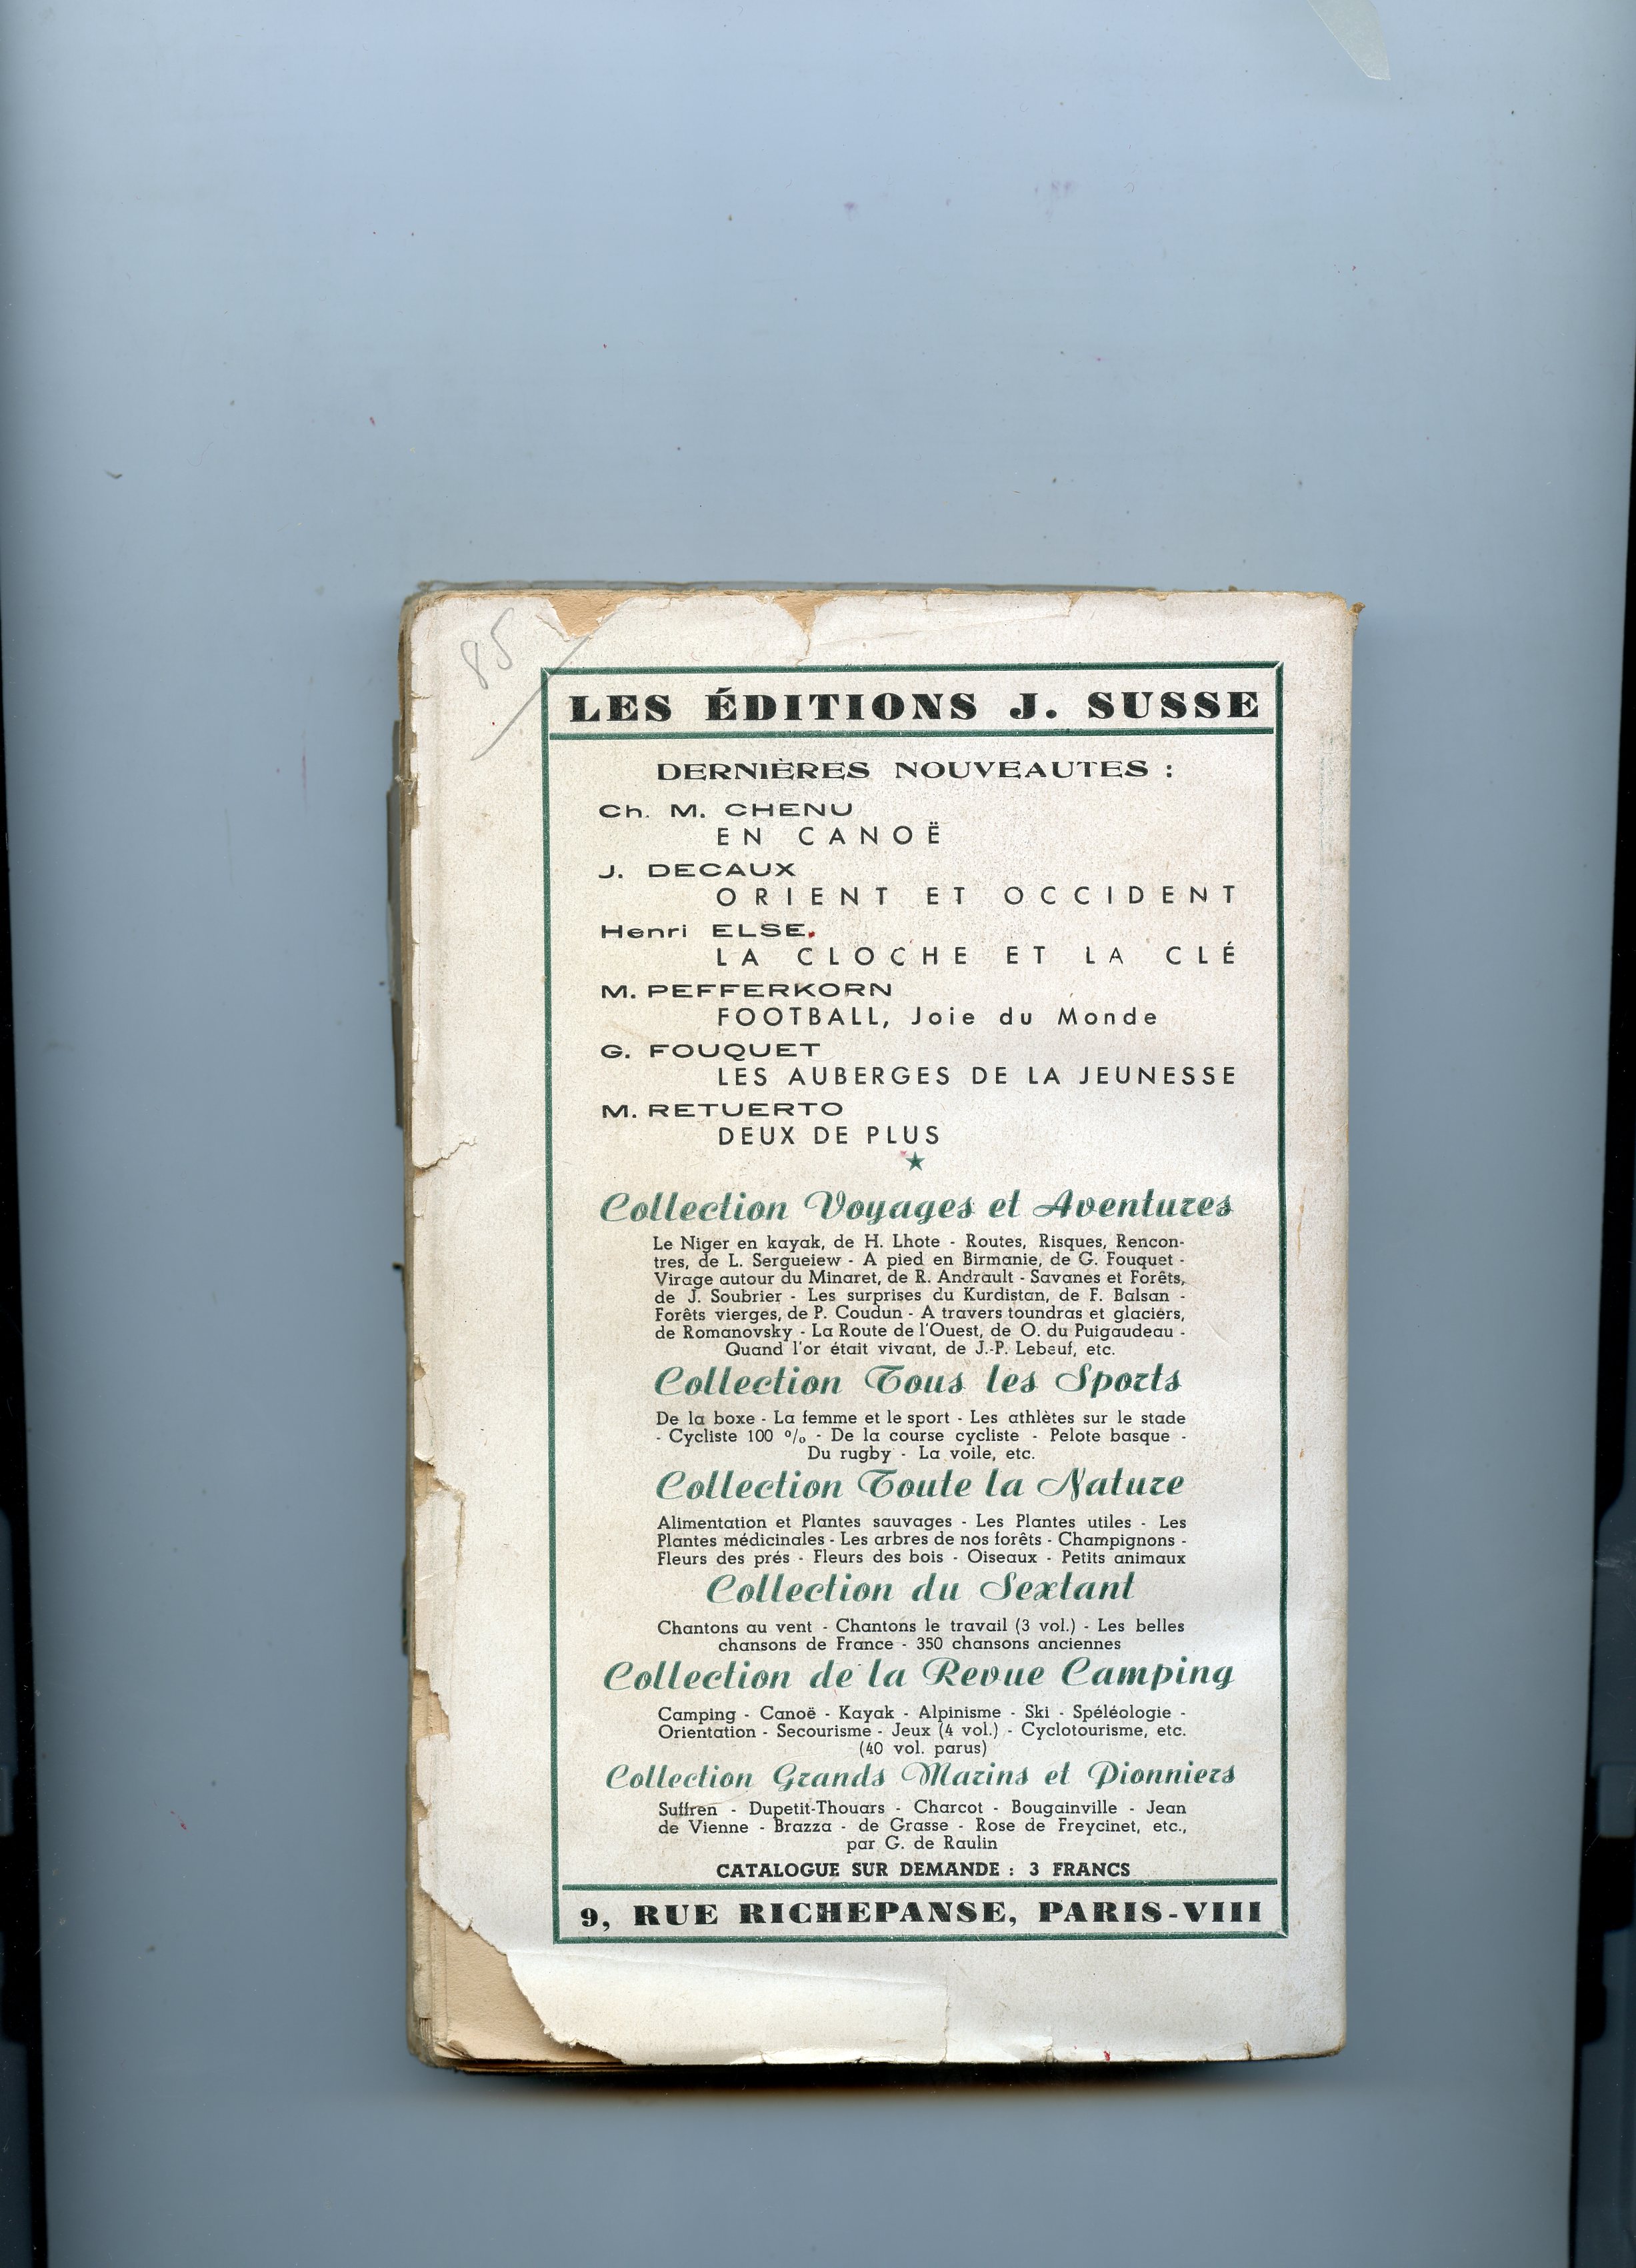 85
LES ÉDITIONS J. SUSSE
DERNIÈRES NOUVEAUTES :
Ch. M. CHENU
EN CANOË
J. DECAUX
ORIENT ET OCCIDENT
Henri ELSE.
LA CLOCHE ET LA CLÉ
M. PEFFERKORN
FOOTBALL, Joie du Monde
G. FOUQUET
LES AUBERGES DE LA JEUNESSE
M. RETUERTO
DEUX DE PLUS
★
Collection Voyages et Aventures
Le Niger en kayak, de H. Lhote - Routes, Risques, Rencon-
tres, de L. Sergueiew - A pied en Birmanie, de G. Fouquet -
Virage autour du Minaret, de R. Andrault - Savanes et Forêts,
de J. Soubrier - Les surprises du Kurdistan, de F. Balsan -
Forêts vierges, de P. Coudun - A travers toundras et glaciers,
de Romanovsky - La Route de l'Ouest, de O. du Puigaudeau -
Quand l'or était vivant, de J.-P. Lebeuf, etc.
Collection Tous les Sports
De la boxe - La femme et le sport - Les athlètes sur le stade
- Cycliste 100 % - De la course cycliste - Pelote basque -
Du rugby - La voile, etc.
Collection Toute la Nature
Alimentation et Plantes sauvages - Les Plantes utiles - Les
Plantes médicinales - Les arbres de nos forêts - Champignons -
Fleurs des prés - Fleurs des bois - Oiseaux - Petits animaux
Collection du Sextant
Chantons au vent - Chantons le travail (3 vol.) - Les belles
chansons de France - 350 chansons anciennes
Collection de la Revue Camping
Camping - Canoë - Kayak - Alpinisme - Ski - Spéléologie -
Orientation - Secourisme - Jeux (4 vol.) - Cyclotourisme, etc.
(40 vol. parus)
Collection Grands Marins et Pionniers
Suffren - Dupetit-Thouars - Charcot - Bougainville - Jean
de Vienne - Brazza - de Grasse - Rose de Freycinet, etc.,
par G. de Raulin
CATALOGUE SUR DEMANDE : 3 FRANCS
9, RUE RICHEPANSE, PARIS-VIII